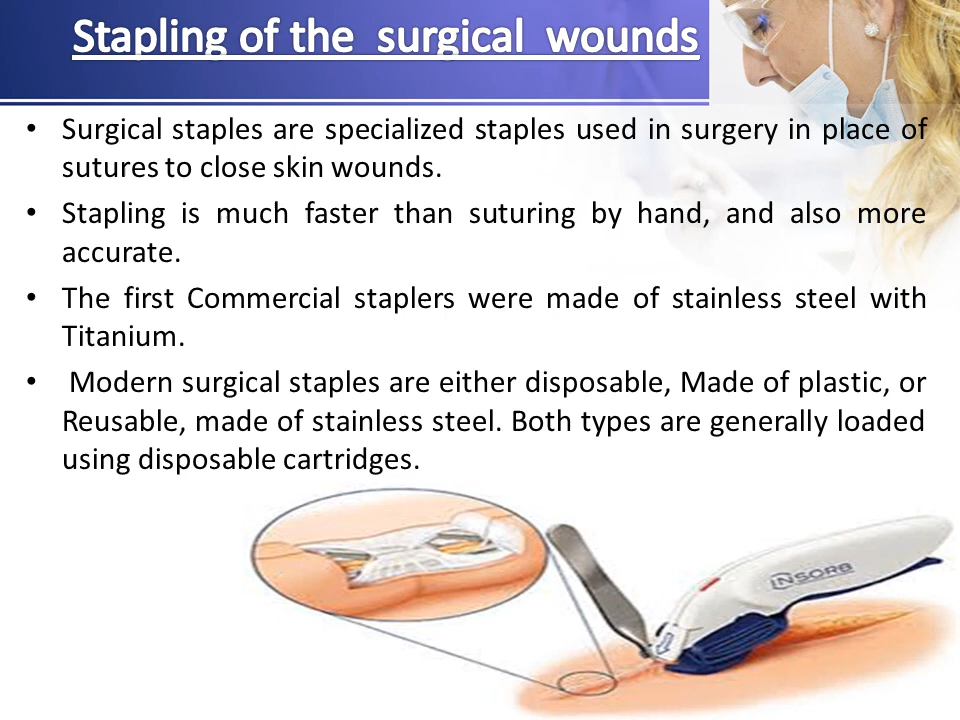 Stapling of the surgical wounds
• Surgical staples are specialized staples used in surgery in place of
sutures to close skin wounds.
• Stapling is much faster than suturing by hand, and also more
accurate.
• The first Commercial staplers were made of stainless steel with
Titanium.
• Modern surgical staples are either disposable, Made of plastic, or
Reusable, made of stainless steel. Both types are generally loaded
using disposable cartridges.
INSORB